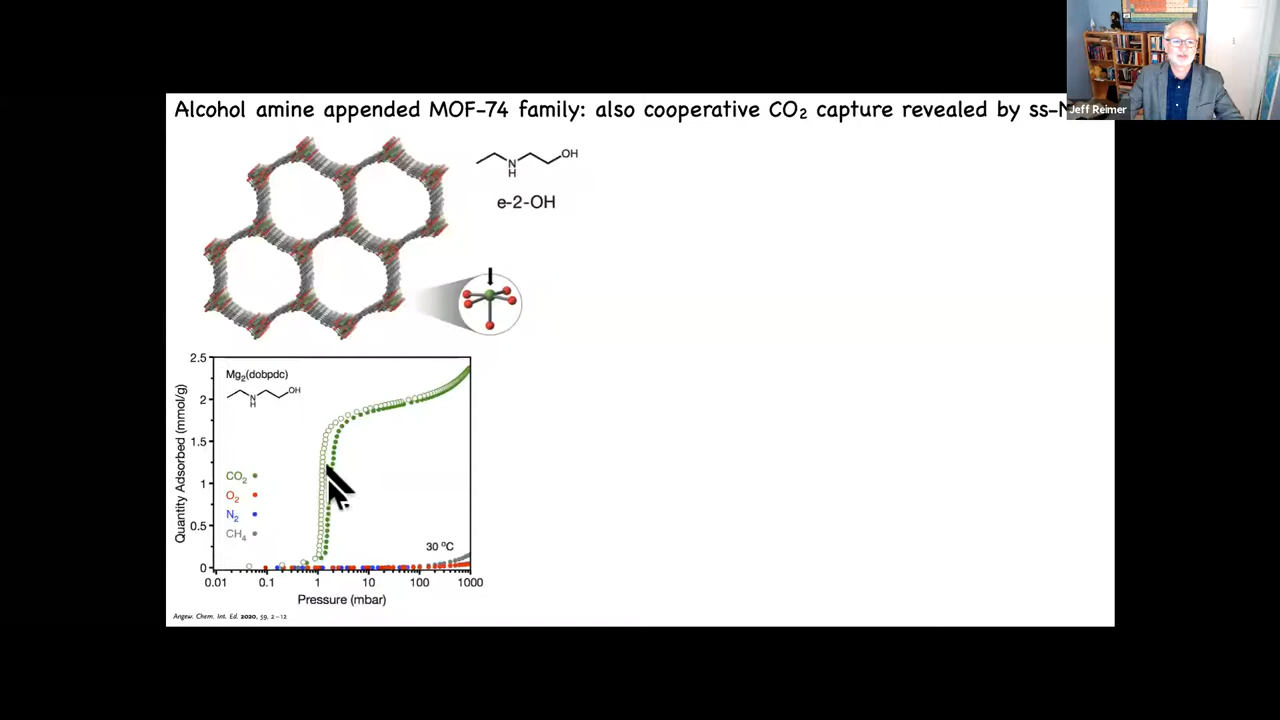 Jeff Reimer
Alcohol amine appended MOF-74 family: also cooperative CO₂ capture revealed by ss-N
OH
N
H
e-2-OH
2.5
2
1.5
1
0.5
0
Quantity Adsorbed (mmol/g)
Mg₂(dobpdc)
OH
N
H
CO₂
O₂
N₂
CH₄
30 ºC
0.01 0.1 1 10 100 1000
Pressure (mbar)
Angew. Chem. Int. Ed. 2020, 59, 2–12